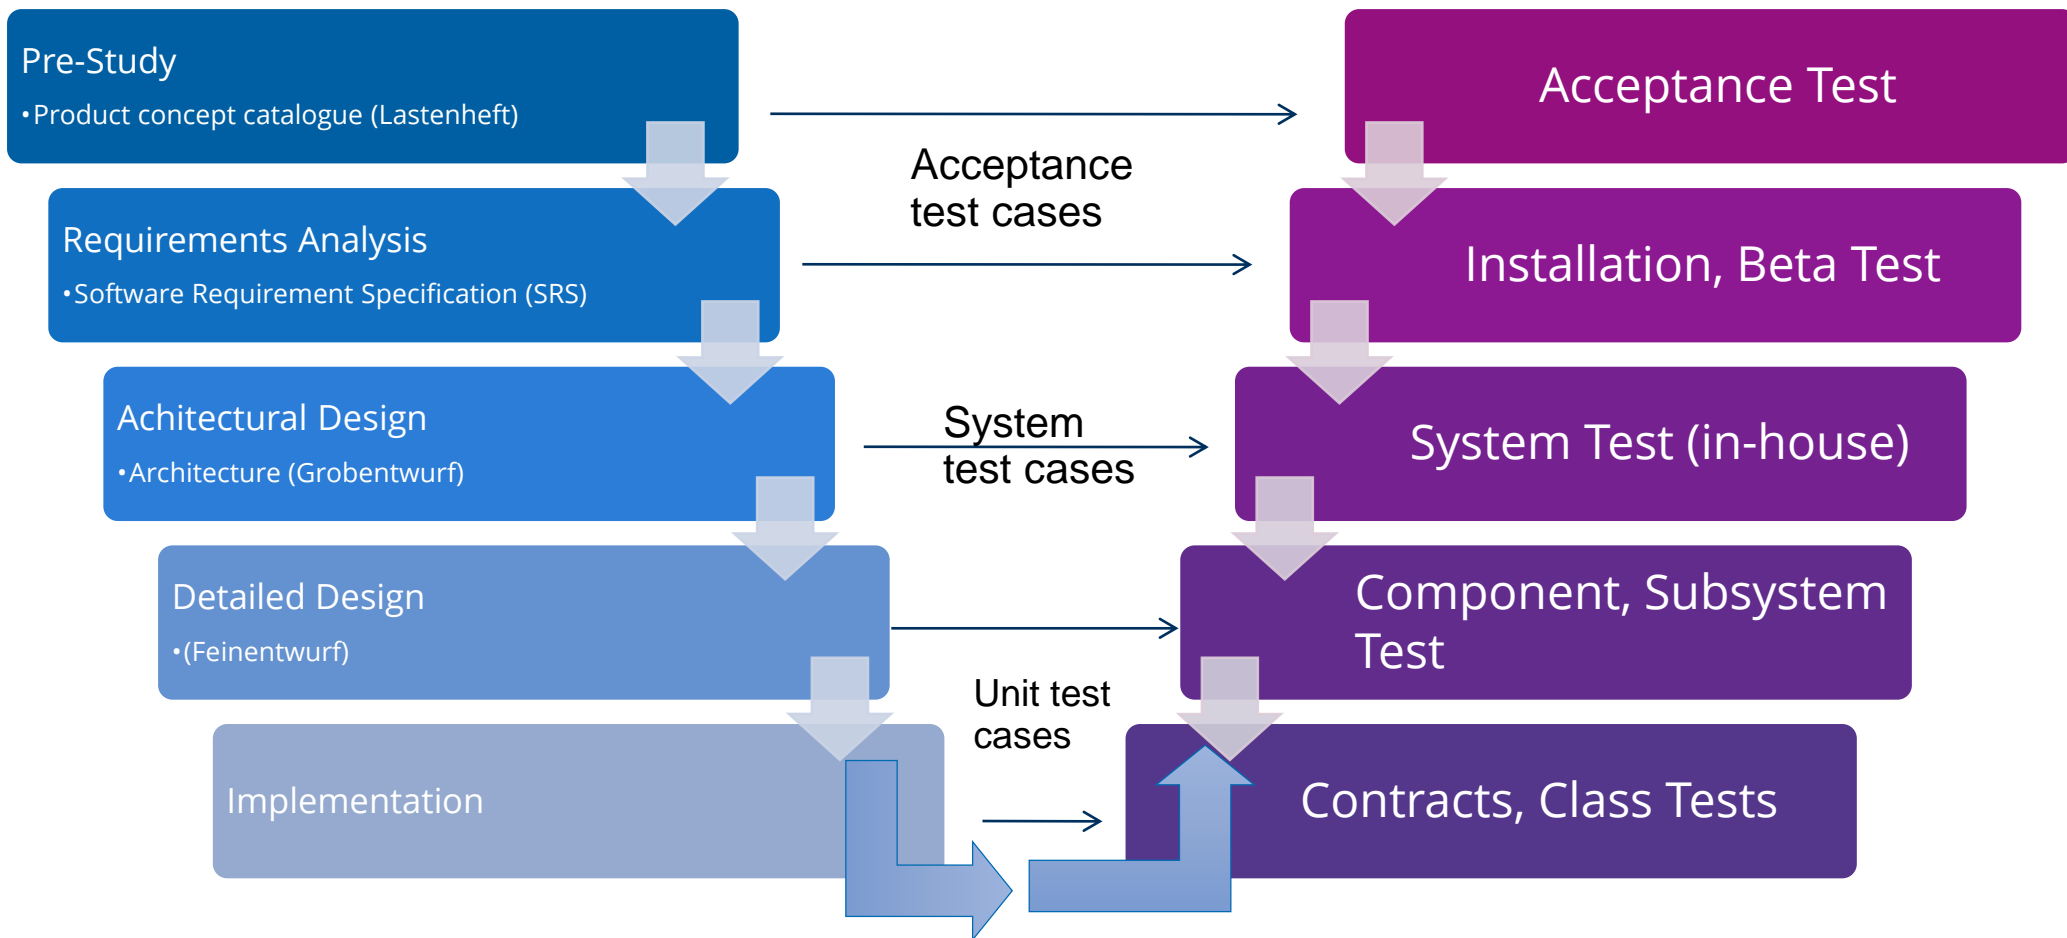 Pre-Study
•Product concept catalogue (Lastenheft)
Acceptance Test
Acceptance
test cases
Requirements Analysis
•Software Requirement Specification (SRS)
Installation, Beta Test
Achitectural Design
•Architecture (Grobentwurf)
System
test cases
System Test (in-house)
Detailed Design
•(Feinentwurf)
Component, Subsystem
Test
Unit test
cases
Implementation
Contracts, Class Tests